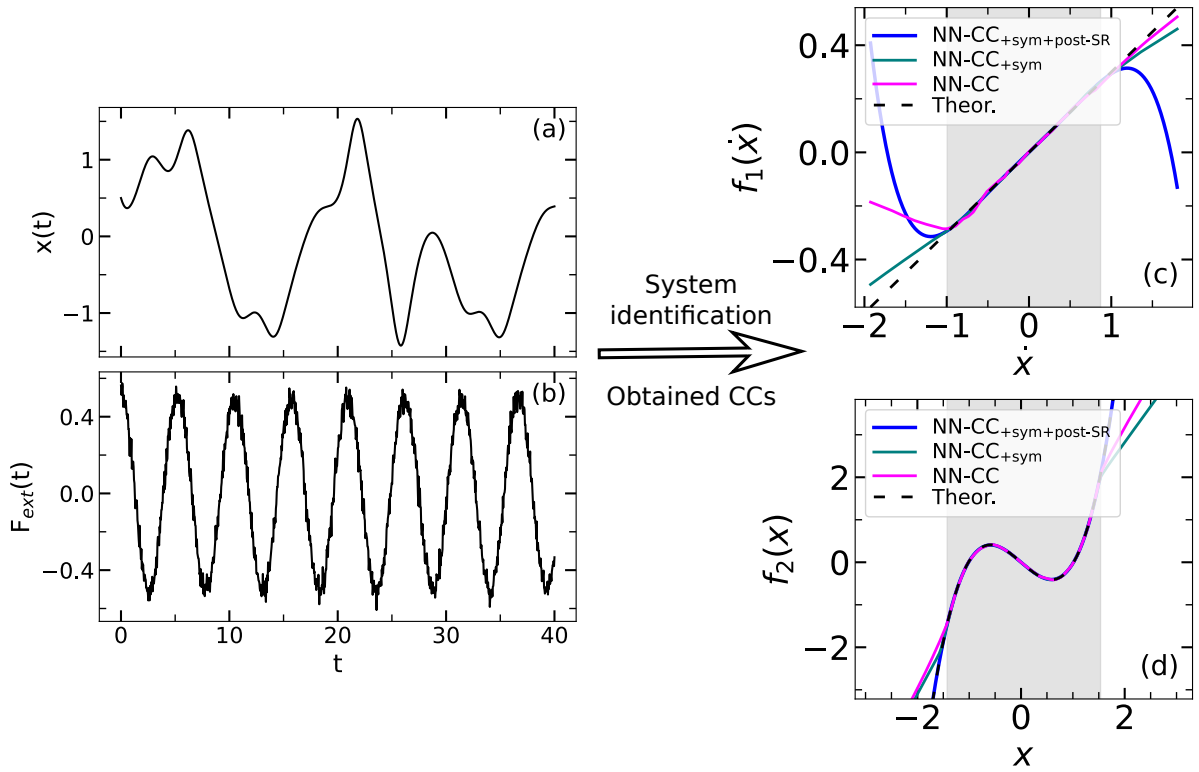 (a)
x(t)
1
0
−1
(b)
F_ext(t)
0.4
0.0
−0.4
0
10
20
30
40
t
System
identification
Obtained CCs
NN-CC+sym+post-SR
NN-CC+sym
NN-CC
Theor.
f₁(ẋ)
0.4
0.0
−0.4
(c)
−2
−1
0
1
2
ẋ
NN-CC+sym+post-SR
NN-CC+sym
NN-CC
Theor.
f₂(x)
2
0
−2
(d)
−2
0
2
x